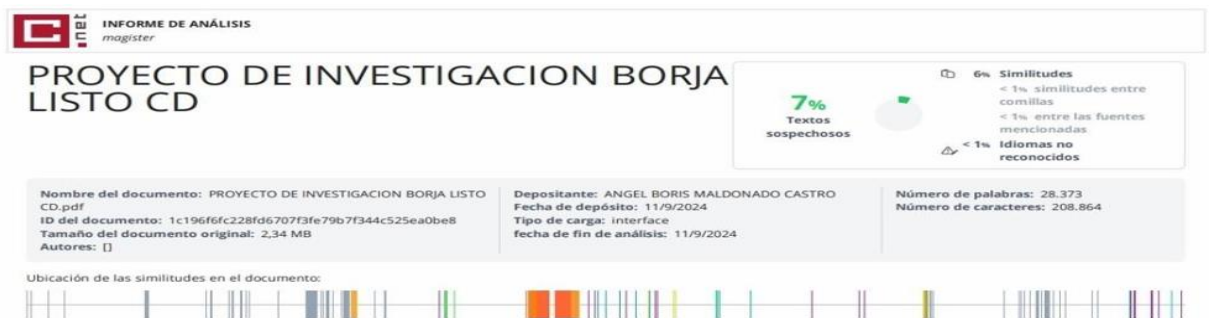 C.net
INFORME DE ANÁLISIS
magister
PROYECTO DE INVESTIGACION BORJA
LISTO CD
7%
Textos
sospechosos
6% Similitudes
< 1% similitudes entre
comillas
< 1% entre las fuentes
mencionadas
< 1% Idiomas no
reconocidos
Nombre del documento: PROYECTO DE INVESTIGACION BORJA LISTO
CD.pdf
ID del documento: 1c196f6fc228fd6707f3fe79b7f344c525ea0be8
Tamaño del documento original: 2,34 MB
Autores: []
Depositante: ANGEL BORIS MALDONADO CASTRO
Fecha de depósito: 11/9/2024
Tipo de carga: interface
fecha de fin de análisis: 11/9/2024
Número de palabras: 28.373
Número de caracteres: 208.864
Ubicación de las similitudes en el documento: